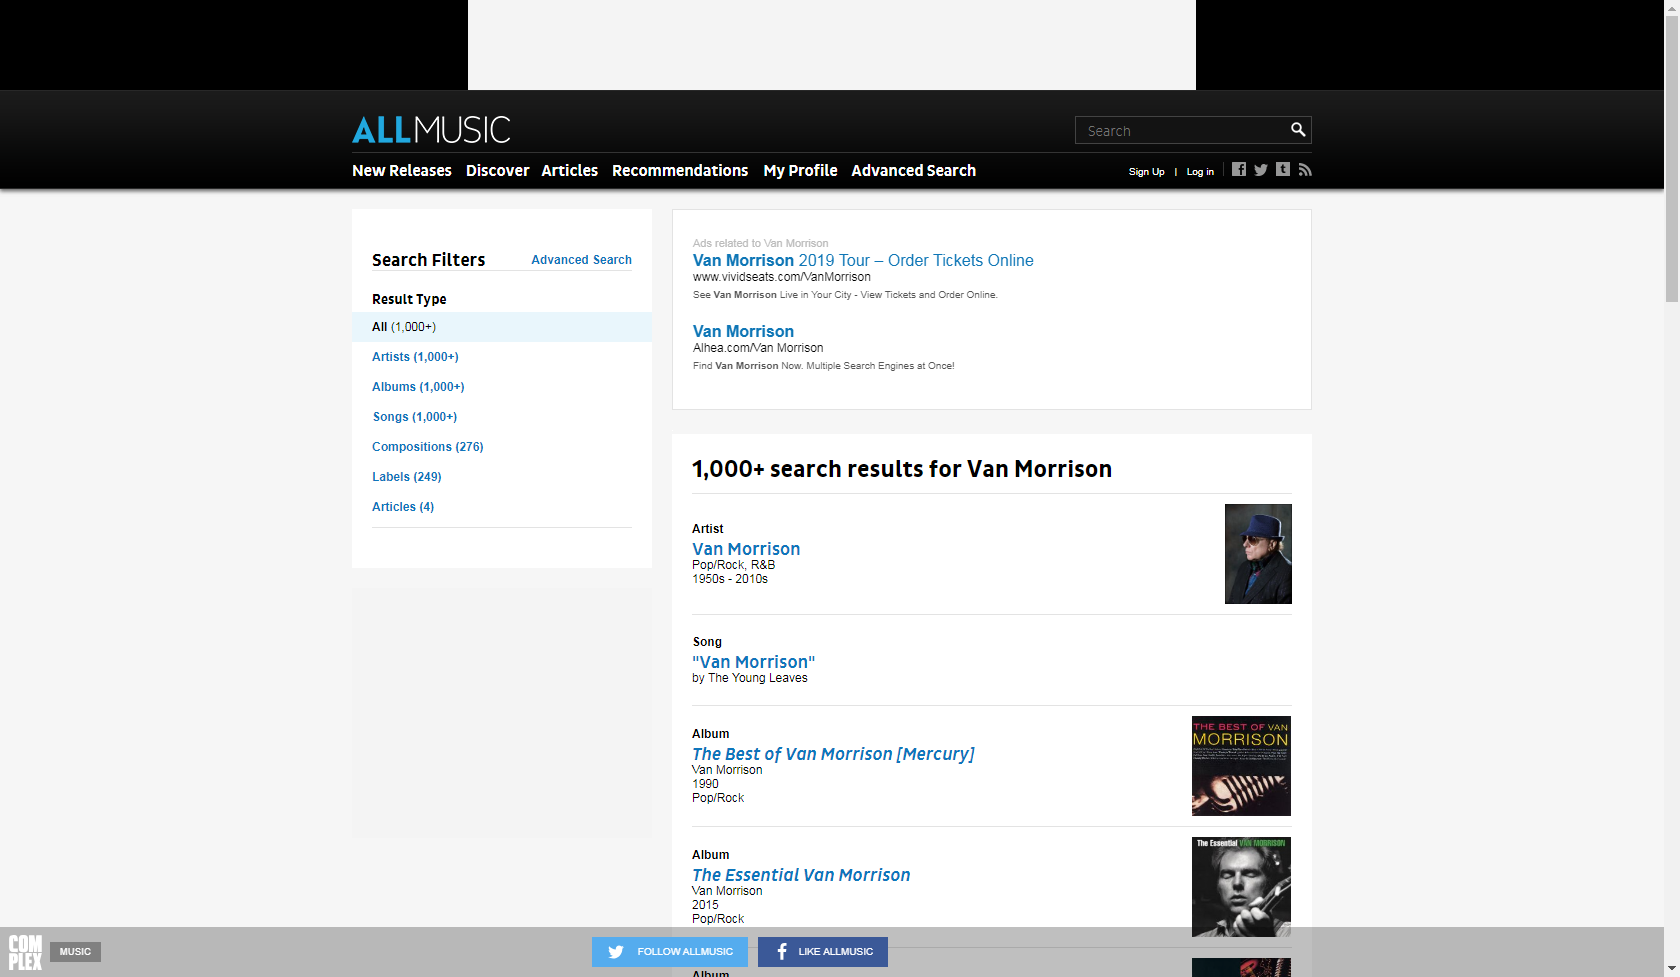 ALLMUSIC
Search
New Releases Discover Articles Recommendations My Profile Advanced Search
Sign Up | Log in
Search Filters Advanced Search
Result Type
All (1,000+)
Artists (1,000+)
Albums (1,000+)
Songs (1,000+)
Compositions (276)
Labels (249)
Articles (4)
Ads related to Van Morrison
Van Morrison 2019 Tour – Order Tickets Online
www.vividseats.com/VanMorrison
See Van Morrison Live in Your City - View Tickets and Order Online.
Van Morrison
Alhea.com/Van Morrison
Find Van Morrison Now. Multiple Search Engines at Once!
1,000+ search results for Van Morrison
Artist
Van Morrison
Pop/Rock, R&B
1950s - 2010s
Song
"Van Morrison"
by The Young Leaves
Album
The Best of Van Morrison [Mercury]
Van Morrison
1990
Pop/Rock
THE BEST OF VAN
MORRISON
Album
The Essential Van Morrison
Van Morrison
2015
Pop/Rock
The Essential VAN MORRISON
COMPLEX
MUSIC
FOLLOW ALLMUSIC
LIKE ALLMUSIC
Album